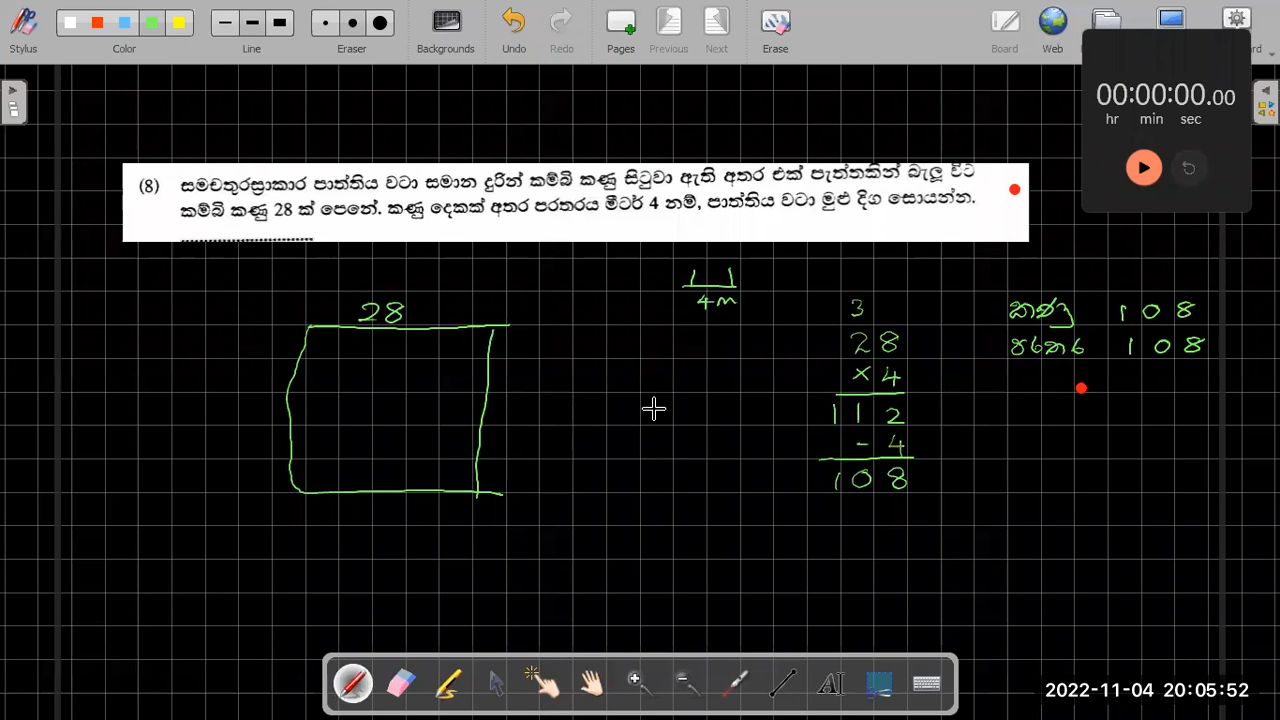 Stylus Color Line Eraser Backgrounds Undo Redo Pages Previous Next Erase Board Web
00:00:00.00
hr min sec
(8) සමචතුරස්‍රාකාර පාත්තිය වටා සමාන දුරින් කම්බි කණු සිටුවා ඇති අතර එක් පැත්තකින් බැලූ විට
කම්බි කණු 28 ක් පෙනේ. කණු දෙකක් අතර පරතරය මීටර් 4 නම්, පාත්තිය වටා මුළු දිග සොයන්න.
28
4m
3
28
×4
112
- 4
108
කණු 108
පරතර 108
2022-11-04 20:05:52